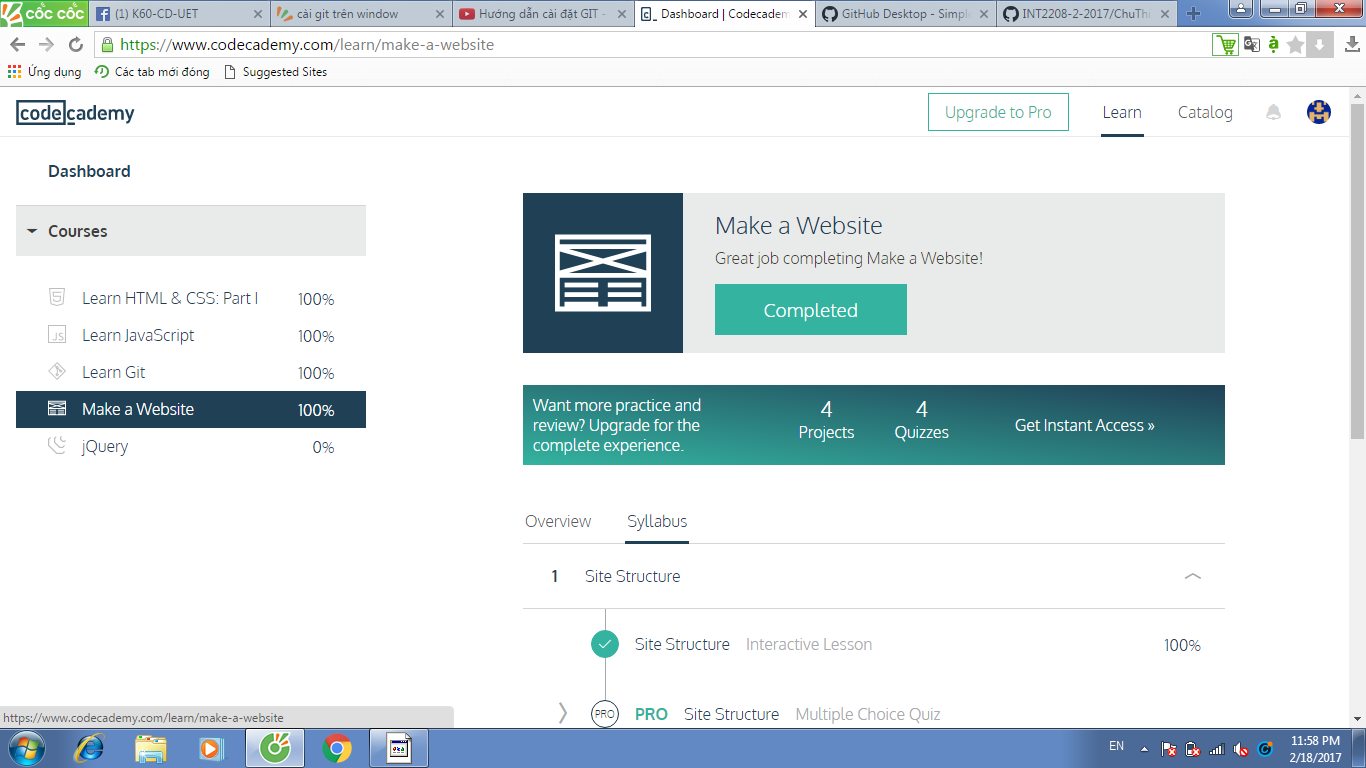 cốc cốc
(1) K60-CD-UET
cài git trên window
Hướng dẫn cài đặt GIT -
Dashboard | Codecadem
GitHub Desktop - Simpl
INT2208-2-2017/ChuThi
https://www.codecademy.com/learn/make-a-website
Ứng dụng
Các tab mới đóng
Suggested Sites
codecademy
Upgrade to Pro
Learn
Catalog
Dashboard
Courses
Learn HTML & CSS: Part I 100%
Learn JavaScript 100%
JS
Learn Git 100%
Make a Website 100%
jQuery 0%
Make a Website
Great job completing Make a Website!
Completed
Want more practice and
review? Upgrade for the
complete experience.
4
Projects
4
Quizzes
Get Instant Access »
Overview
Syllabus
1 Site Structure
Site Structure Interactive Lesson 100%
PRO PRO Site Structure Multiple Choice Quiz
https://www.codecademy.com/learn/make-a-website
EN
11:58 PM
2/18/2017